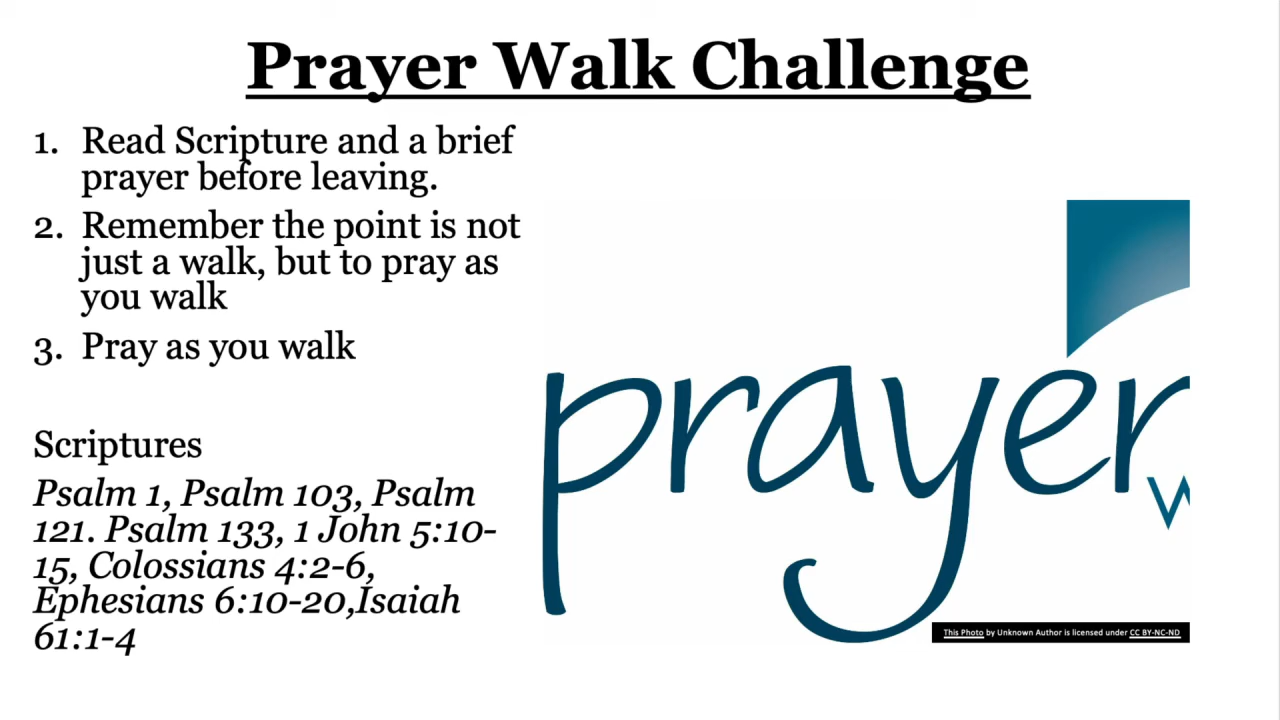 Prayer Walk Challenge
1. Read Scripture and a brief
prayer before leaving.
2. Remember the point is not
just a walk, but to pray as
you walk
3. Pray as you walk
Scriptures
Psalm 1, Psalm 103, Psalm
121. Psalm 133, 1 John 5:10-
15, Colossians 4:2-6,
Ephesians 6:10-20,Isaiah
61:1-4
prayer
w
This Photo by Unknown Author is licensed under CC BY-NC-ND